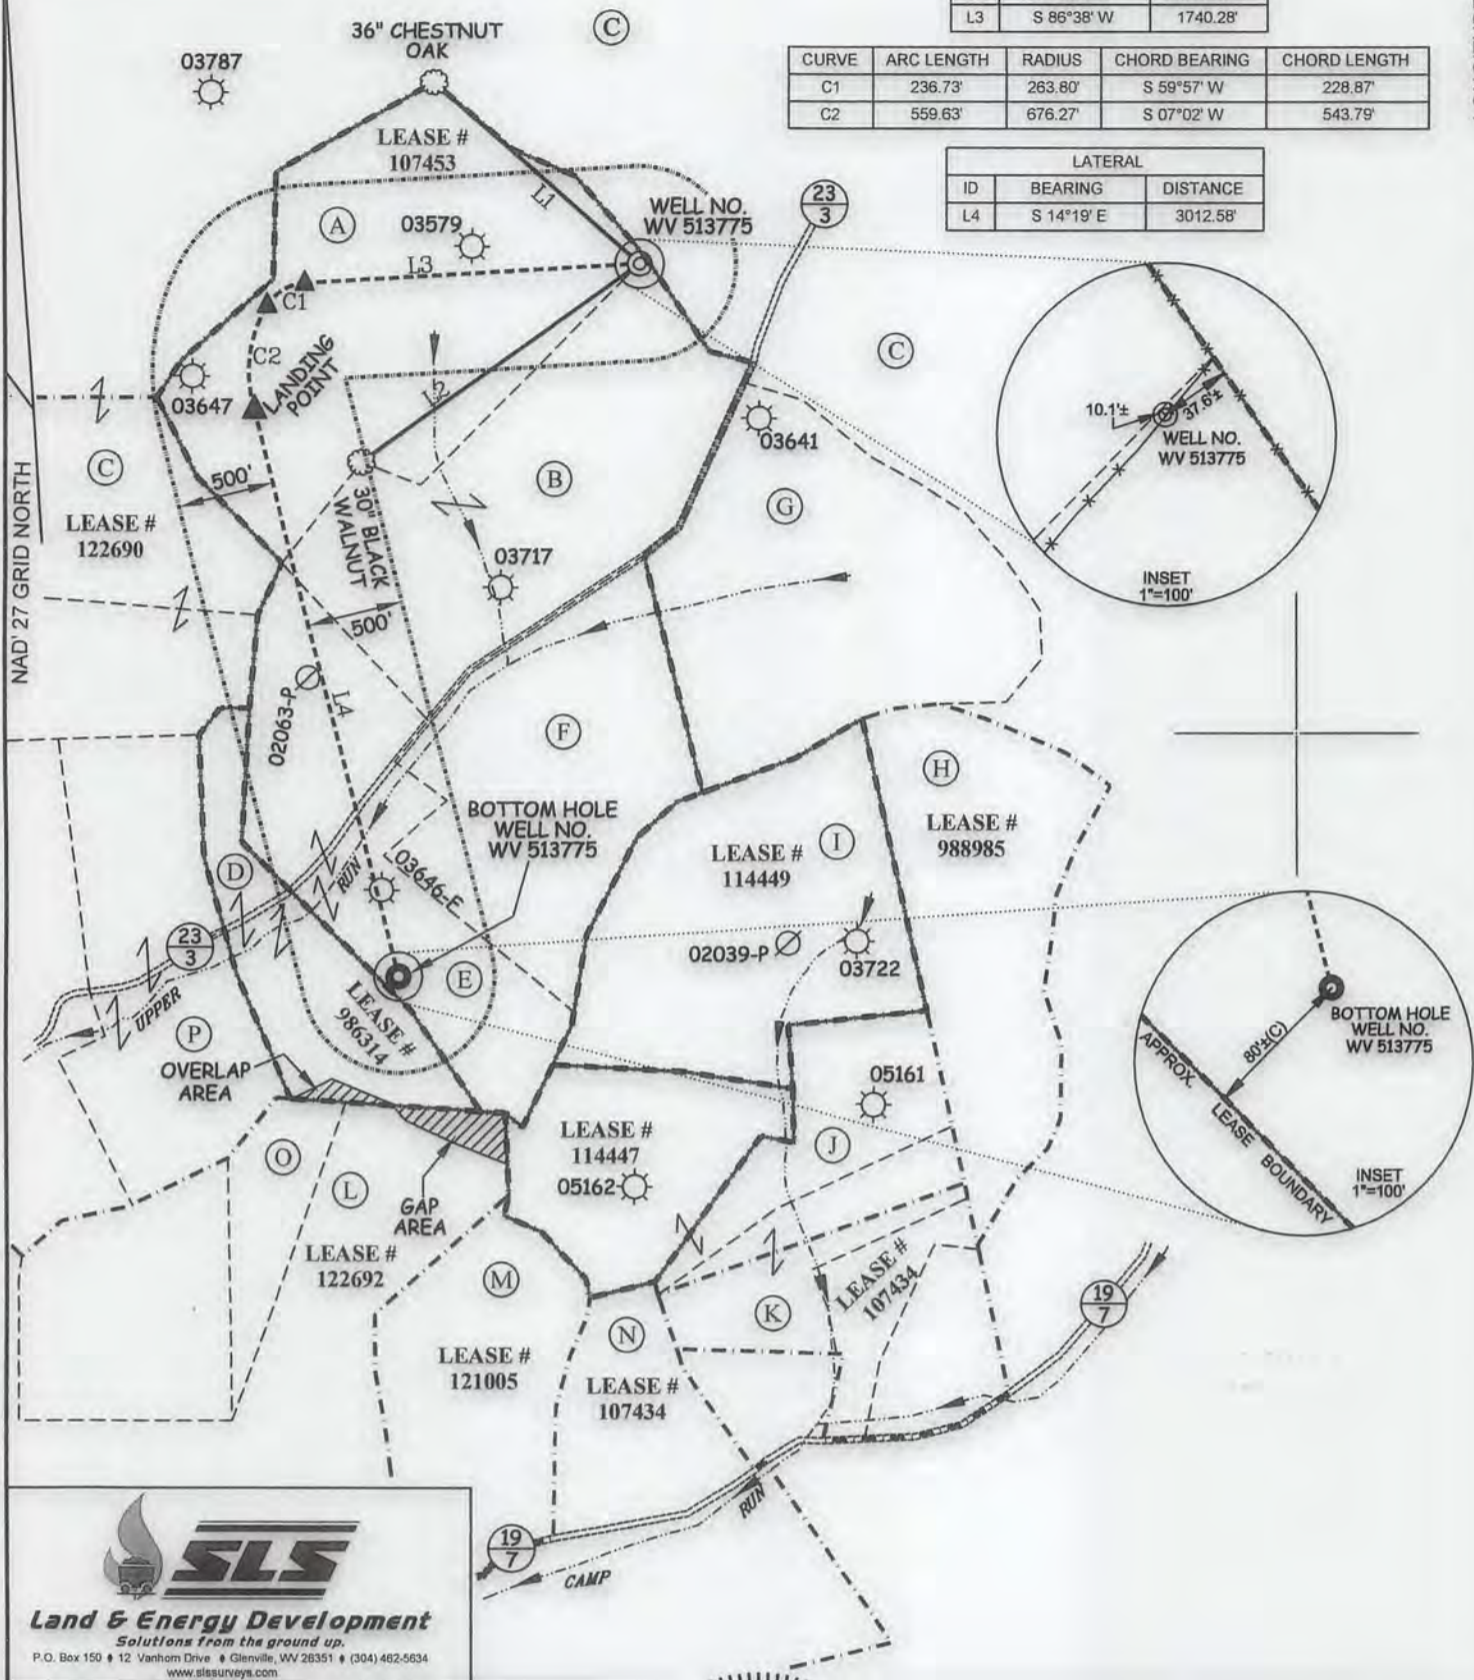 L3 S 86°38' W 1740.28'
CURVE ARC LENGTH RADIUS CHORD BEARING CHORD LENGTH
C1 236.73' 263.80' S 59°57' W 228.87'
C2 559.63' 676.27' S 07°02' W 543.79'
LATERAL
ID BEARING DISTANCE
L4 S 14°19' E 3012.58'
36" CHESTNUT
OAK
C
03787
LEASE #
107453
L1
A
03579
WELL NO.
WV 513775
23
3
L3
C1
C2
LANDING
POINT
L2
03647
C
LEASE #
122690
500'
NAD' 27 GRID NORTH
30" BLACK
WALNUT
B
03717
500'
03641
G
C
10.1'±
37.6'±
WELL NO.
WV 513775
INSET
1"=100'
02063-P
L4
F
H
LEASE #
988985
BOTTOM HOLE
WELL NO.
WV 513775
LEASE #
114449
I
D
RUN
03646-E
23
3
UPPER
E
LEASE #
986314
02039-P
03722
P
OVERLAP
AREA
80'±(C)
BOTTOM HOLE
WELL NO.
WV 513775
APPROX.
LEASE BOUNDARY
INSET
1"=100'
05161
J
LEASE #
114447
05162
O
L
GAP
AREA
LEASE #
122692
M
LEASE #
107434
K
19
7
N
LEASE #
121005
LEASE #
107434
RUN
19
7
CAMP
SLS
Land & Energy Development
Solutions from the ground up.
P.O. Box 150 ♦ 12 Vanhorn Drive ♦ Glenville, WV 26351 ♦ (304) 462-5634
www.slssurveys.com